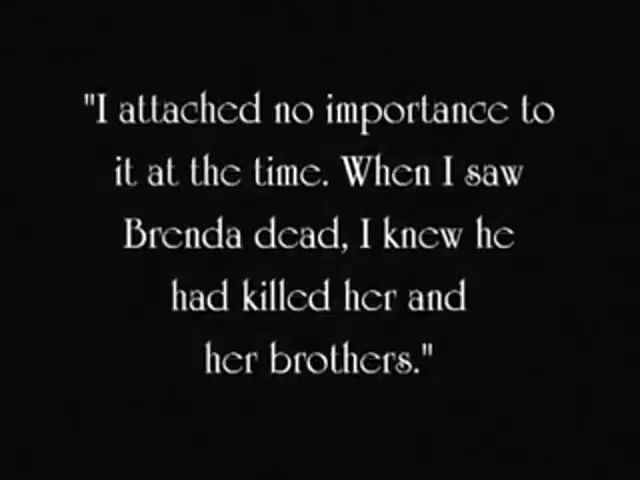 "I attached no importance to
it at the time. When I saw
Brenda dead, I knew he
had killed her and
her brothers."